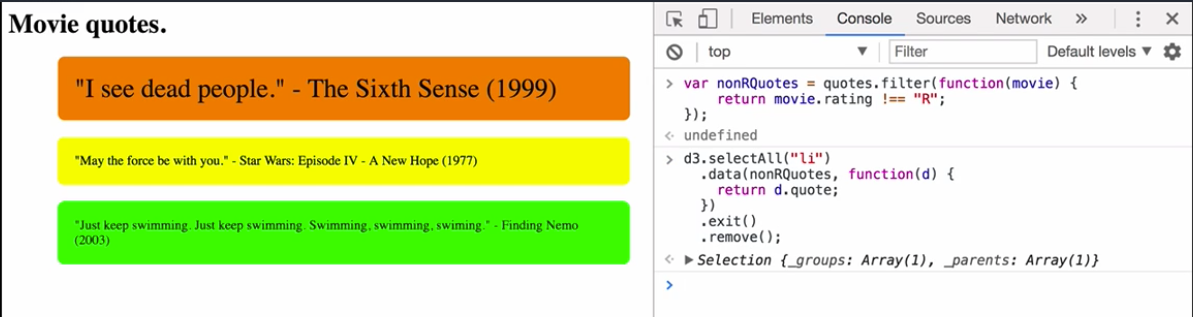 Movie quotes.
"I see dead people." - The Sixth Sense (1999)
"May the force be with you." - Star Wars: Episode IV - A New Hope (1977)
"Just keep swimming. Just keep swimming. Swimming, swimming, swiming." - Finding Nemo
(2003)
Elements Console Sources Network »
top Filter Default levels
> var nonRQuotes = quotes.filter(function(movie) {
return movie.rating !== "R";
});
undefined
> d3.selectAll("li")
.data(nonRQuotes, function(d) {
return d.quote;
})
.exit()
.remove();
Selection {_groups: Array(1), _parents: Array(1)}
>